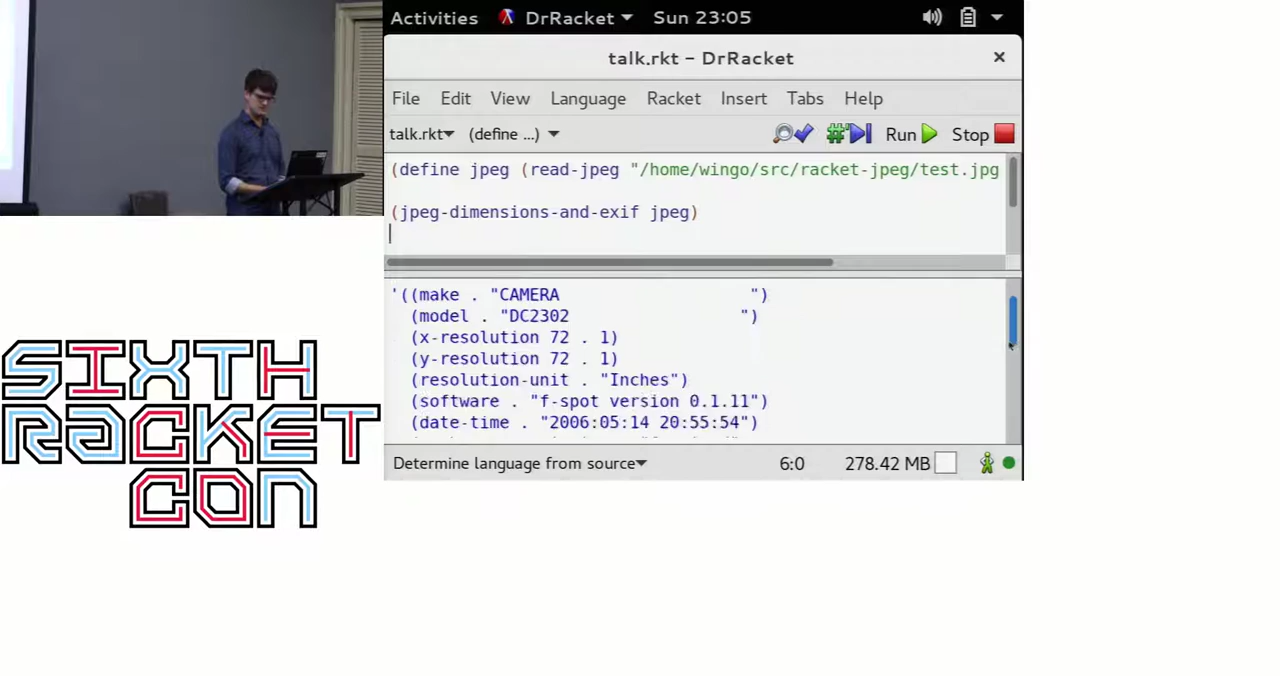 Activities DrRacket Sun 23:05
talk.rkt - DrRacket
File Edit View Language Racket Insert Tabs Help
talk.rkt (define ...) Run Stop
(define jpeg (read-jpeg "/home/wingo/src/racket-jpeg/test.jpg
(jpeg-dimensions-and-exif jpeg)
'((make . "CAMERA                   ")
(model . "DC2302                 ")
(x-resolution 72 . 1)
(y-resolution 72 . 1)
(resolution-unit . "Inches")
(software . "f-spot version 0.1.11")
(date-time . "2006:05:14 20:55:54")
Determine language from source 6:0 278.42 MB
SIXTH
RACKET
CON